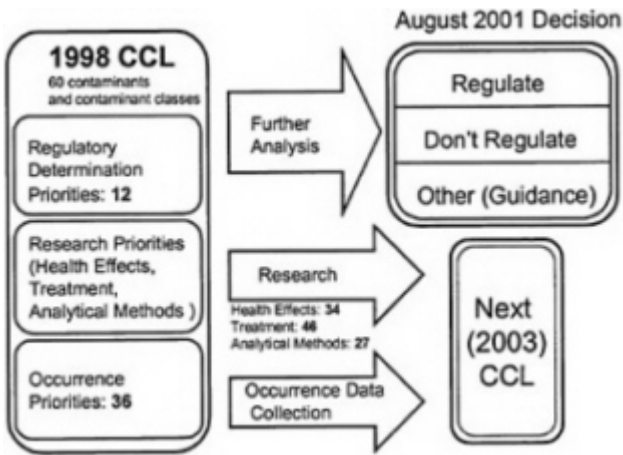 1998 CCL
60 contaminants
and contaminant classes
Regulatory
Determination
Priorities: 12
Research Priorities
(Health Effects,
Treatment,
Analytical Methods )
Occurrence
Priorities: 36
Further
Analysis
Research
Health Effects: 34
Treatment: 46
Analytical Methods: 27
Occurrence Data
Collection
August 2001 Decision
Regulate
Don't Regulate
Other (Guidance)
Next
(2003)
CCL